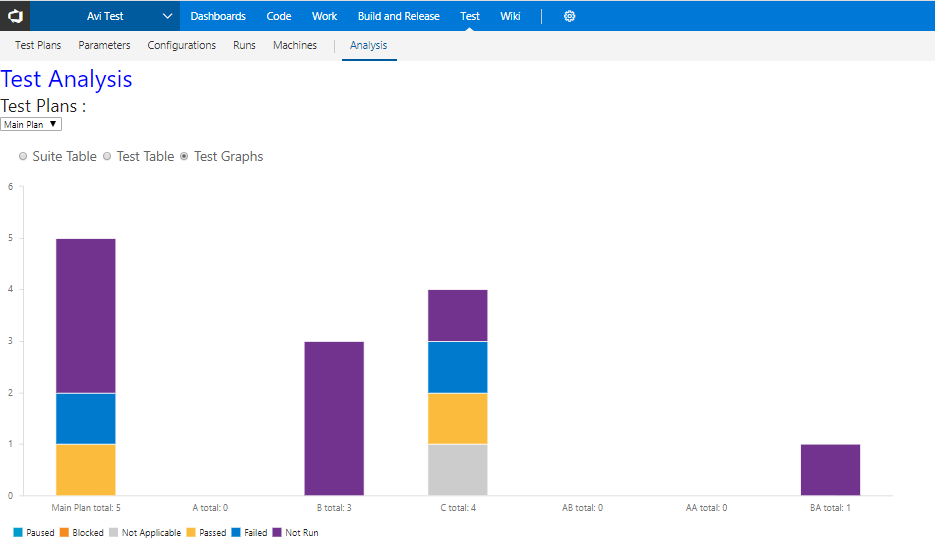 Avi Test Dashboards Code Work Build and Release Test Wiki
Test Plans Parameters Configurations Runs Machines Analysis
Test Analysis
Test Plans :
Main Plan
Suite Table Test Table Test Graphs
6
5
4
3
2
1
0
Main Plan total: 5 A total: 0 B total: 3 C total: 4 AB total: 0 AA total: 0 BA total: 1
Paused Blocked Not Applicable Passed Failed Not Run